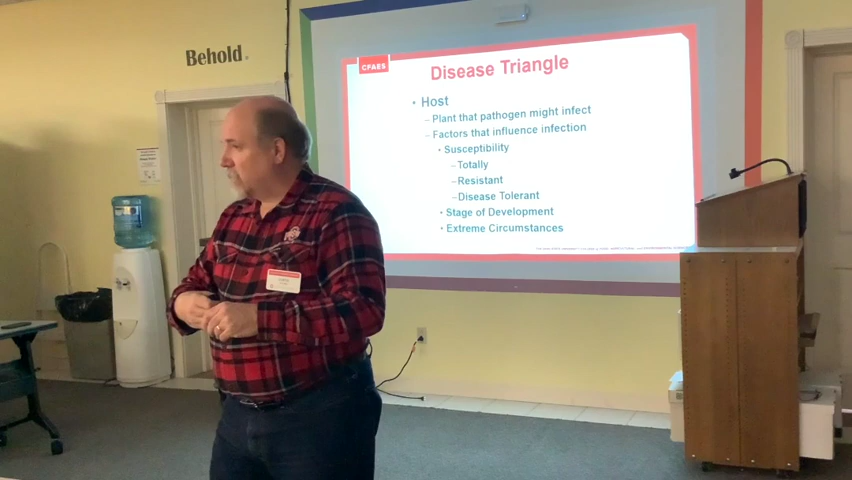 Behold.
CFAES
Disease Triangle
• Host
–Plant that pathogen might infect
–Factors that influence infection
• Susceptibility
–Totally
–Resistant
–Disease Tolerant
• Stage of Development
• Extreme Circumstances